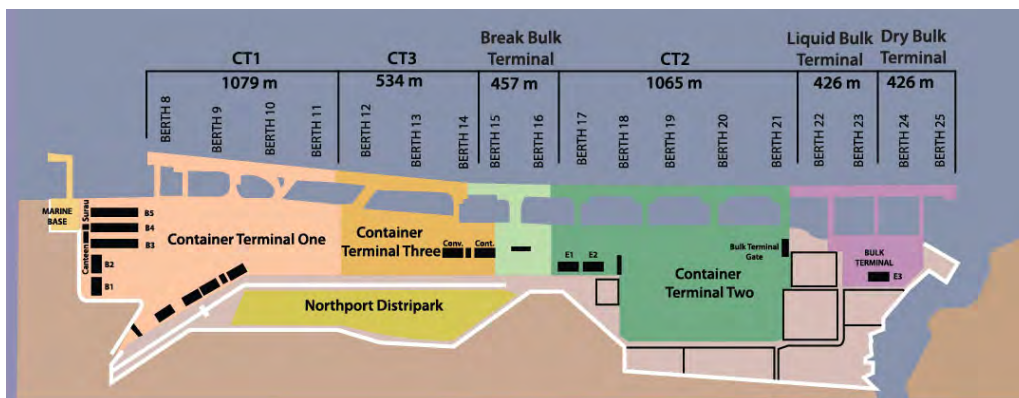 CT1
1079 m
CT3
534 m
Break Bulk
Terminal
457 m
CT2
1065 m
Liquid Bulk
Terminal
426 m
Dry Bulk
Terminal
426 m
BERTH 8
BERTH 9
BERTH 10
BERTH 11
BERTH 12
BERTH 13
BERTH 14
BERTH 15
BERTH 16
BERTH 17
BERTH 18
BERTH 19
BERTH 20
BERTH 21
BERTH 22
BERTH 23
BERTH 24
BERTH 25
MARINE
BASE
Surau
Canteen
B5
B4
B3
B2
B1
Container Terminal One
Container
Terminal Three
Conv.
Cont.
E1
E2
Bulk Terminal
Gate
Container
Terminal Two
BULK
TERMINAL
E3
Northport Distripark